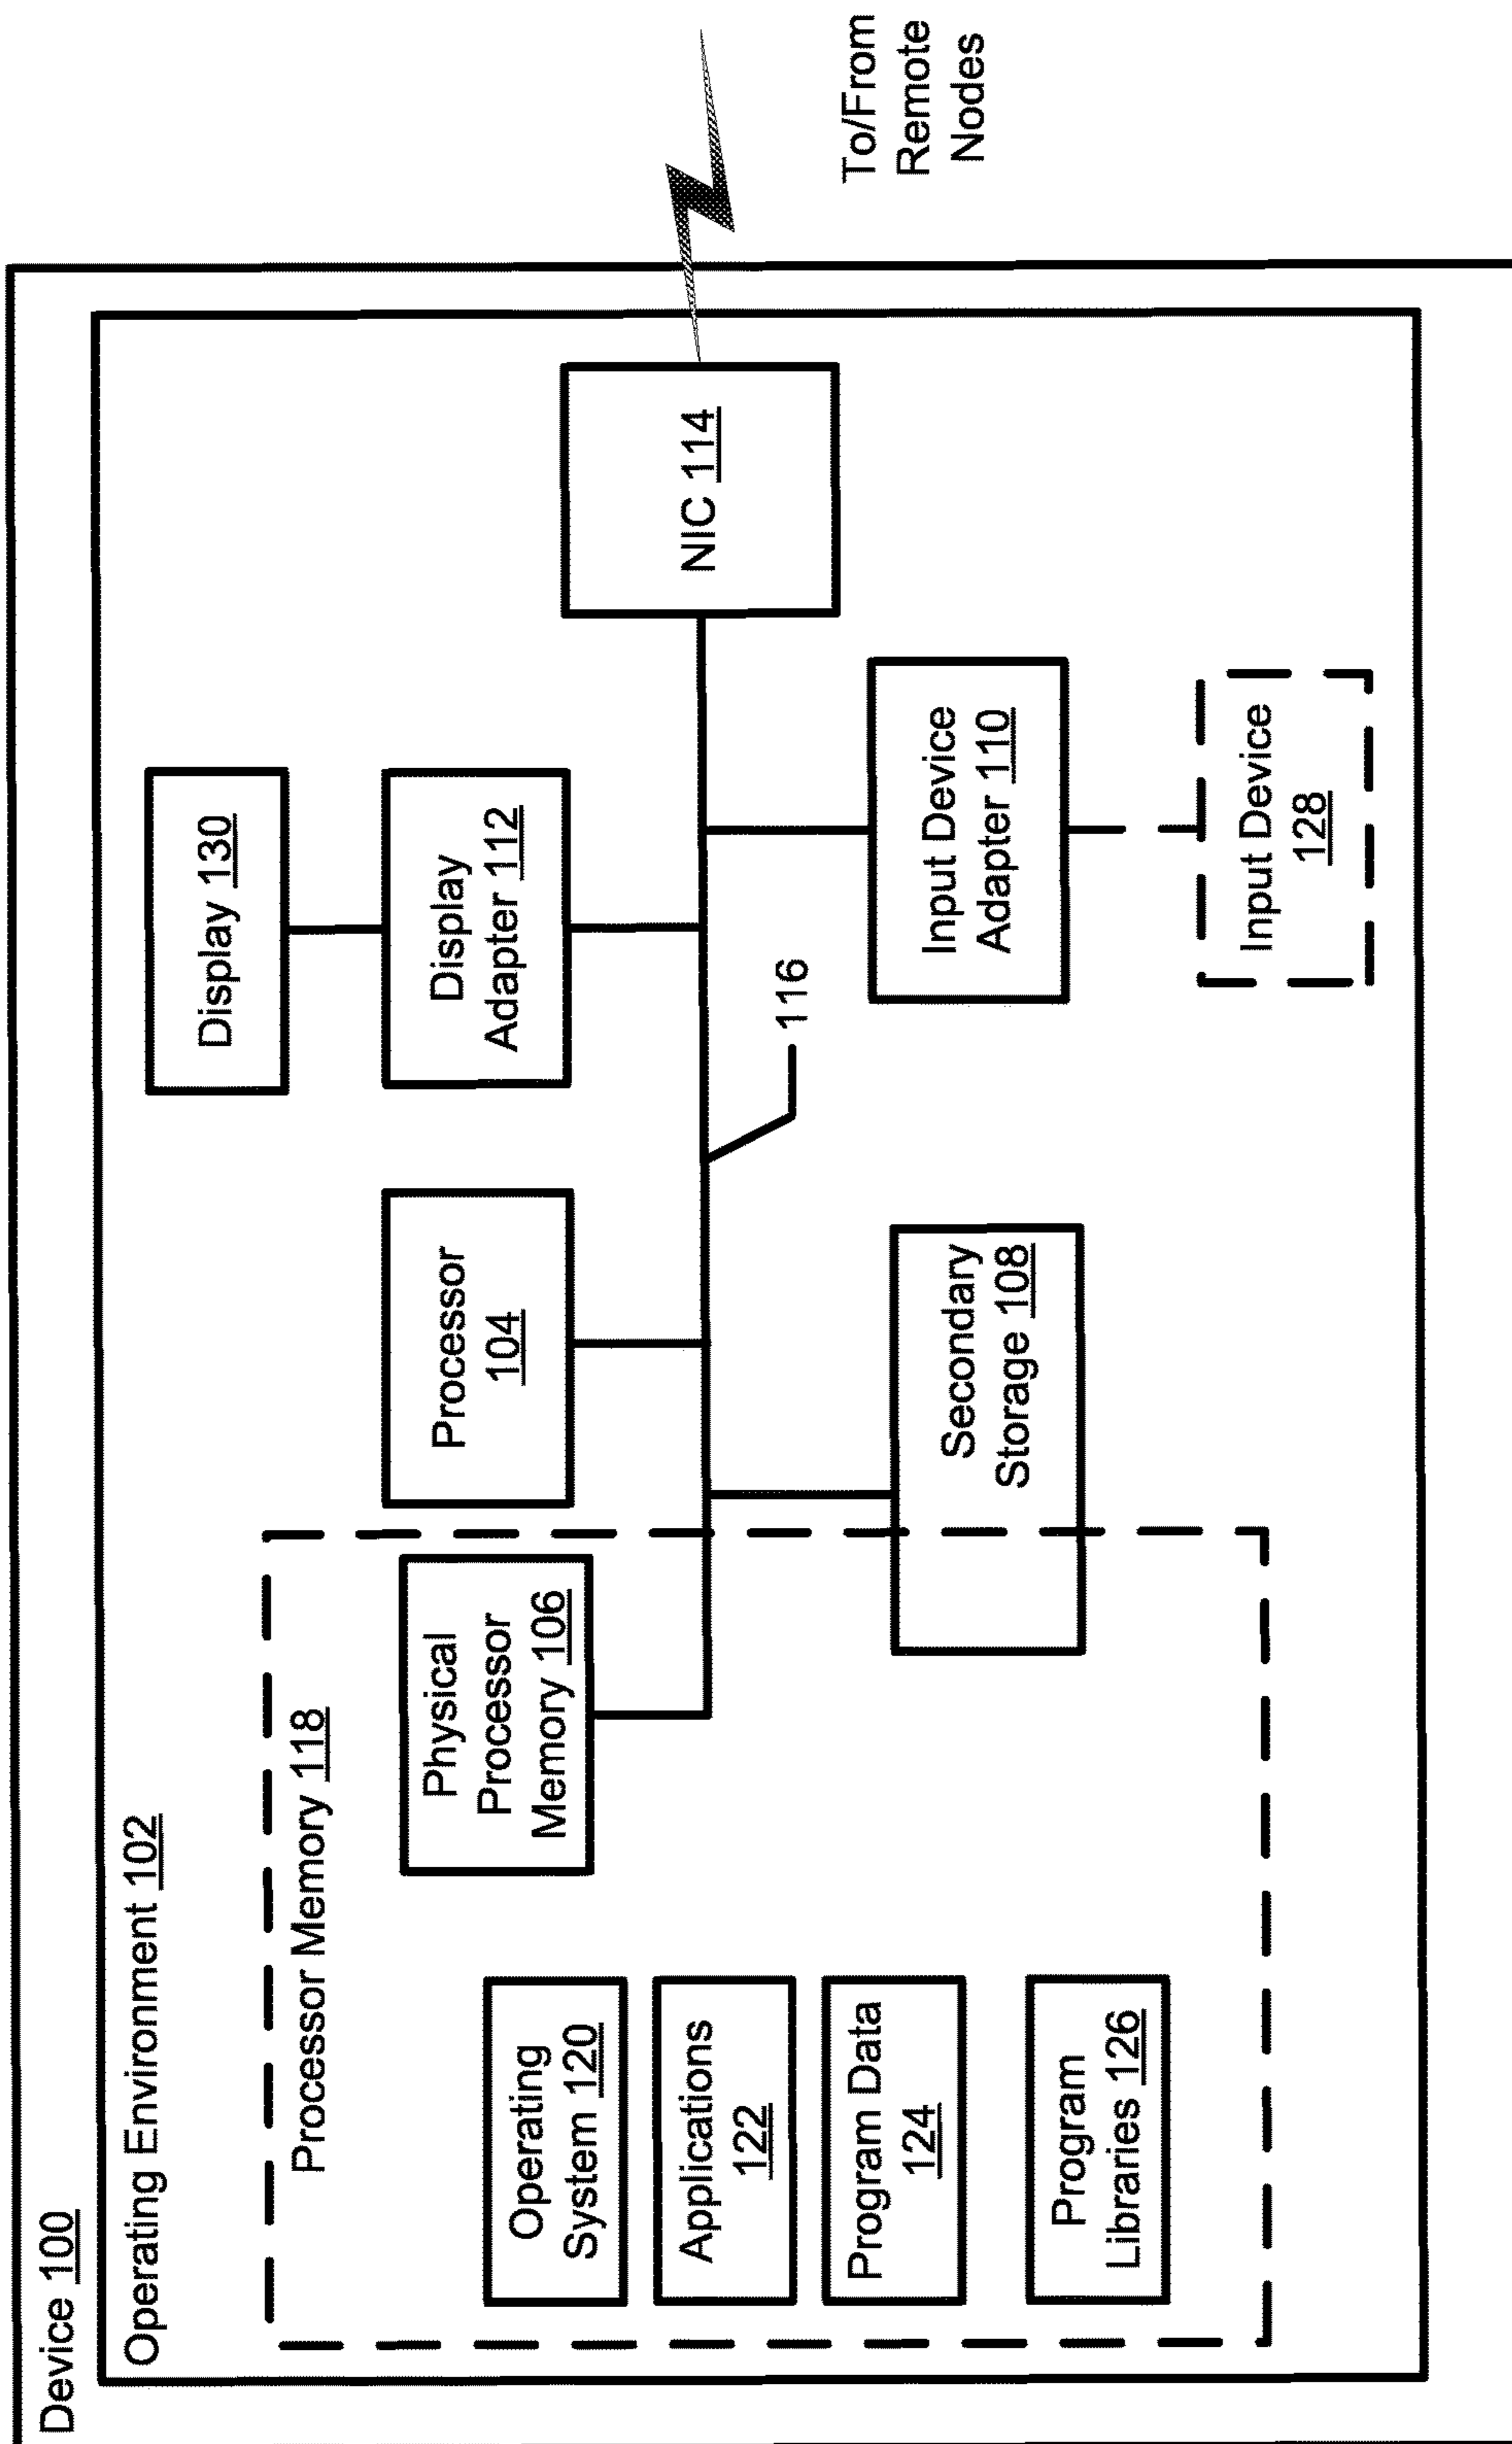 Device 100
Operating Environment 102
Processor Memory 118
Operating
System 120
Applications
122
Program Data
124
Program
Libraries 126
Physical
Processor
Memory 106
Processor
104
Secondary
Storage 108
116
Display 130
Display
Adapter 112
Input Device
Adapter 110
Input Device
128
NIC 114
To/From
Remote
Nodes